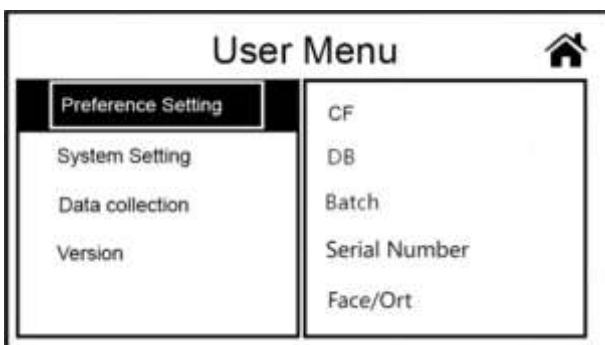 User Menu
Preference Setting
System Setting
Data collection
Version
CF
DB
Batch
Serial Number
Face/Ort